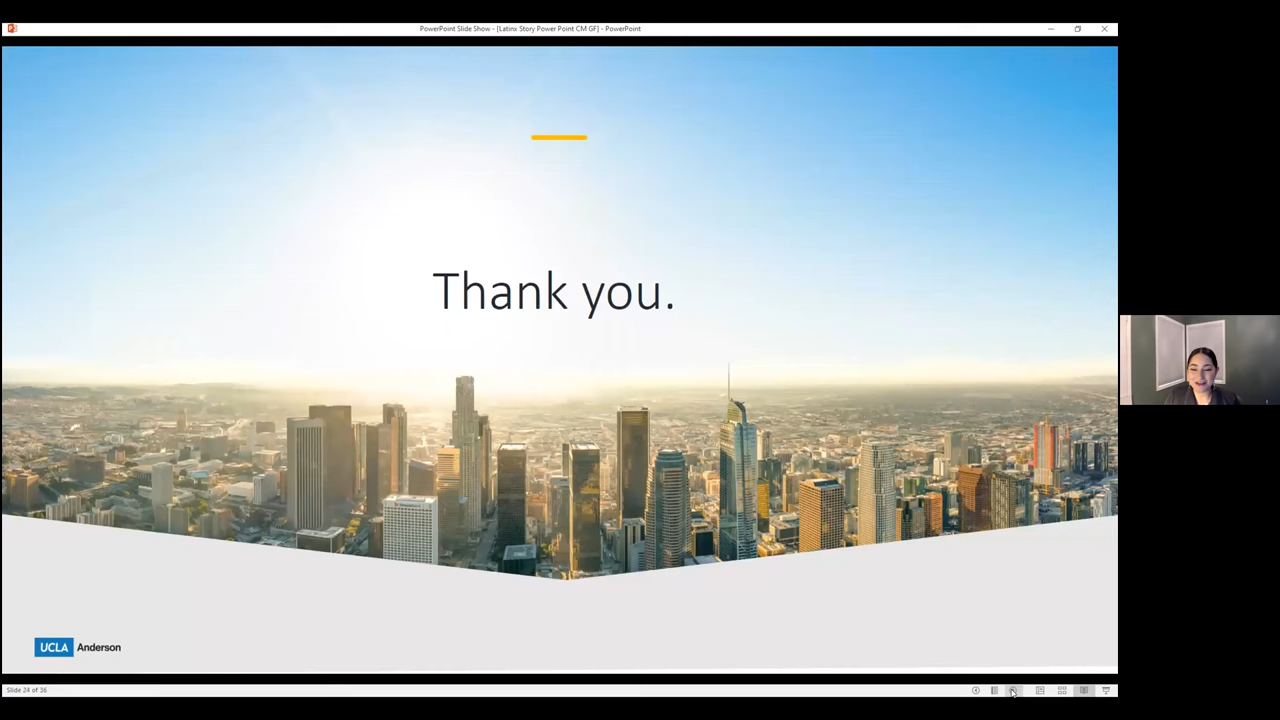 PowerPoint Slide Show - [Latinx Story Power Point CM GF] - PowerPoint
Thank you.
UCLA Anderson
Slide 24 of 36